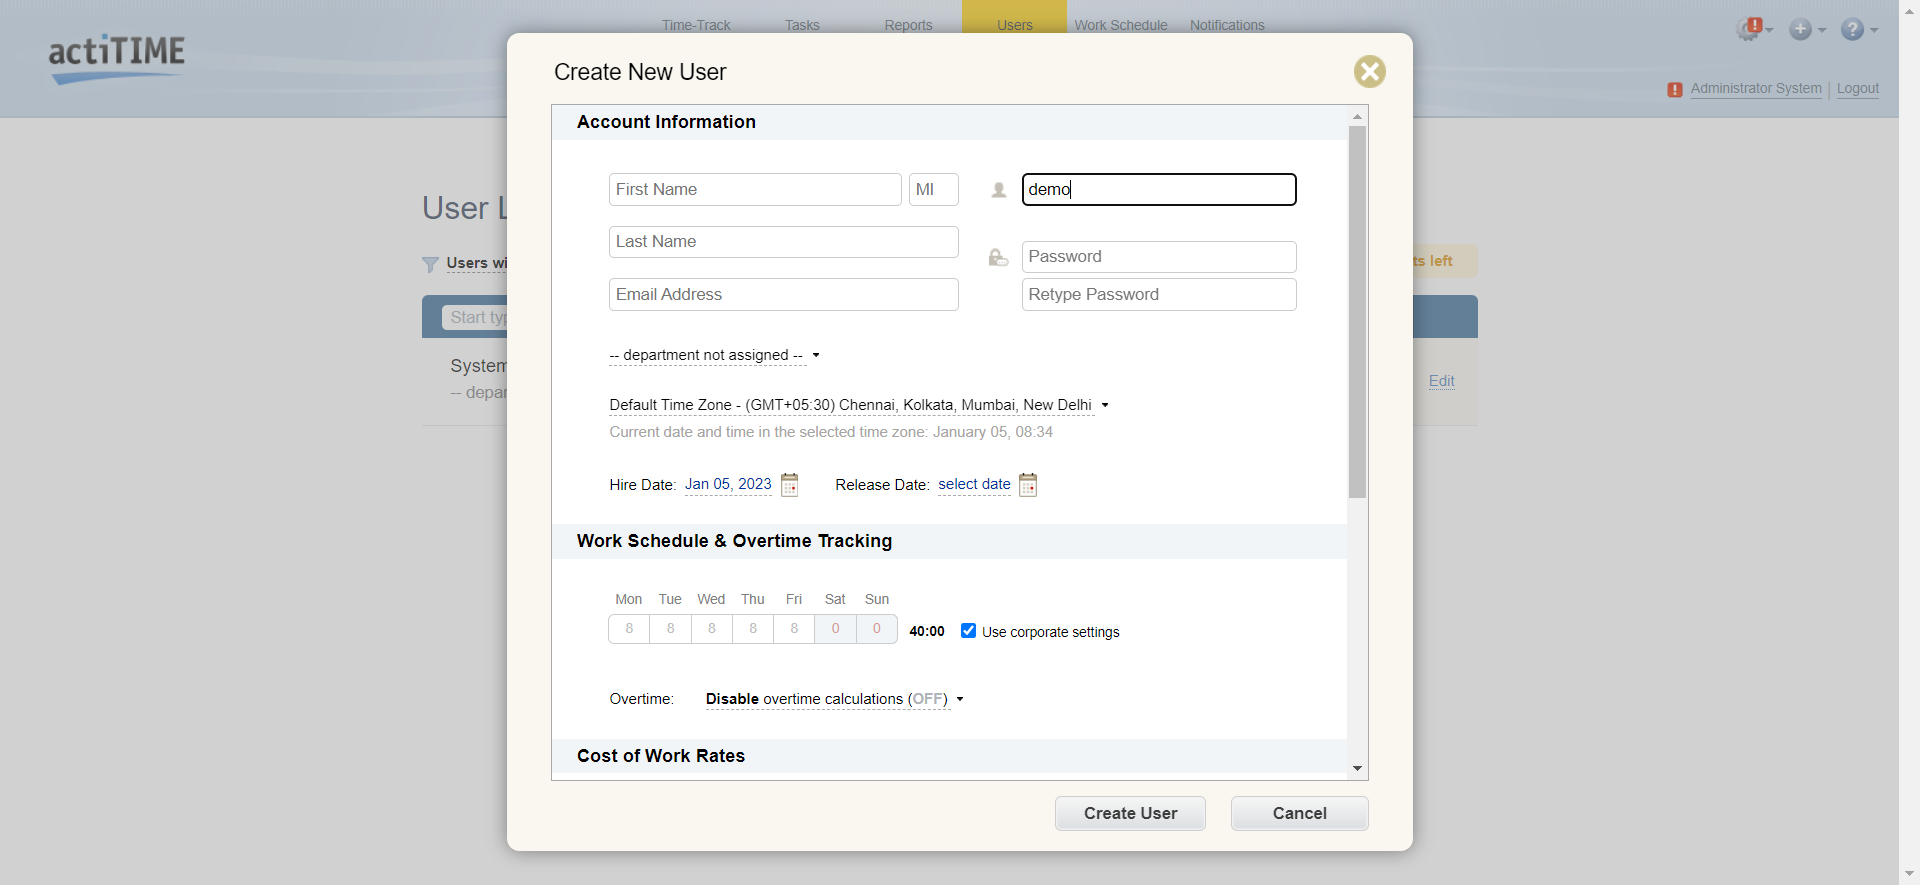 Time-Track Tasks Reports Users Work Schedule Notifications
actiTIME
Administrator System Logout
Create New User
Account Information
First Name MI demo
Last Name
Password
Email Address Retype Password
-- department not assigned --
Default Time Zone - (GMT+05:30) Chennai, Kolkata, Mumbai, New Delhi
Current date and time in the selected time zone: January 05, 08:34
Hire Date: Jan 05, 2023 Release Date: select date
Work Schedule & Overtime Tracking
Mon Tue Wed Thu Fri Sat Sun
8 8 8 8 8 0 0 40:00 Use corporate settings
Overtime: Disable overtime calculations (OFF)
Cost of Work Rates
Create User Cancel
User L
Users wi
ts left
Start typ
System
-- depar
Edit